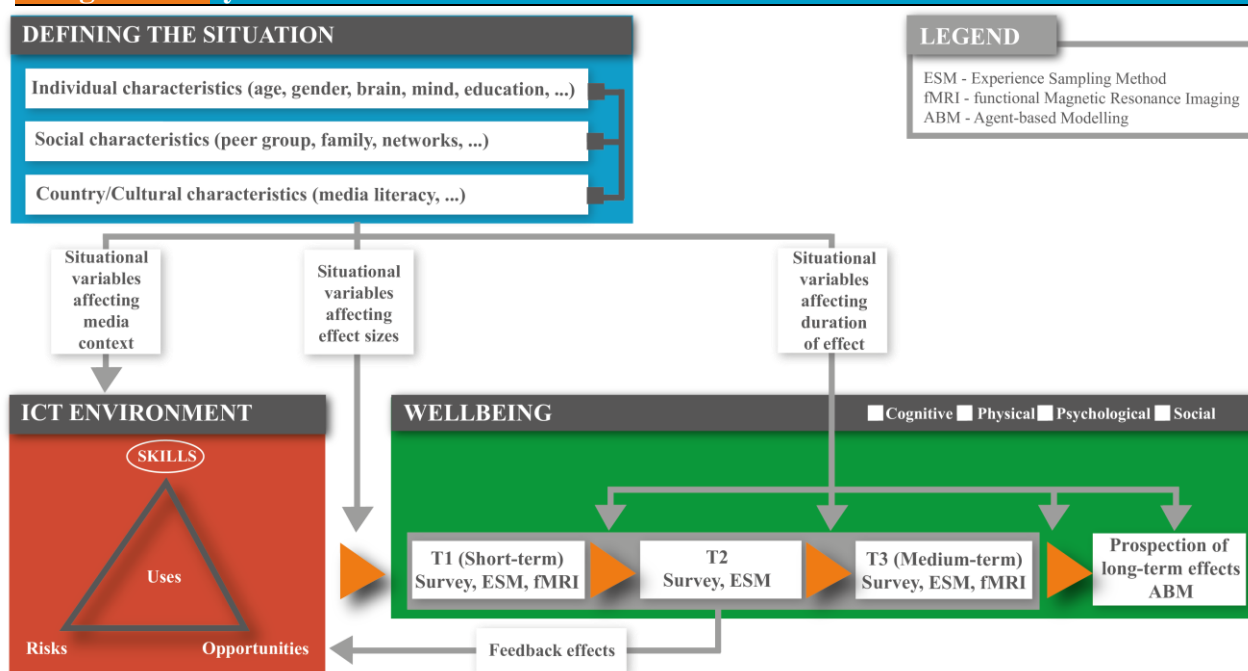 DEFINING THE SITUATION
Individual characteristics (age, gender, brain, mind, education, ...)
Social characteristics (peer group, family, networks, ...)
Country/Cultural characteristics (media literacy, ...)
LEGEND
ESM - Experience Sampling Method
fMRI - functional Magnetic Resonance Imaging
ABM - Agent-based Modelling
Situational
variables
affecting
media
context
Situational
variables
affecting
effect sizes
Situational
variables
affecting
duration
of effect
ICT ENVIRONMENT
SKILLS
Uses
Risks
Opportunities
WELLBEING
Cognitive Physical Psychological Social
T1 (Short-term)
Survey, ESM, fMRI
T2
Survey, ESM
T3 (Medium-term)
Survey, ESM, fMRI
Prospection of
long-term effects
ABM
Feedback effects